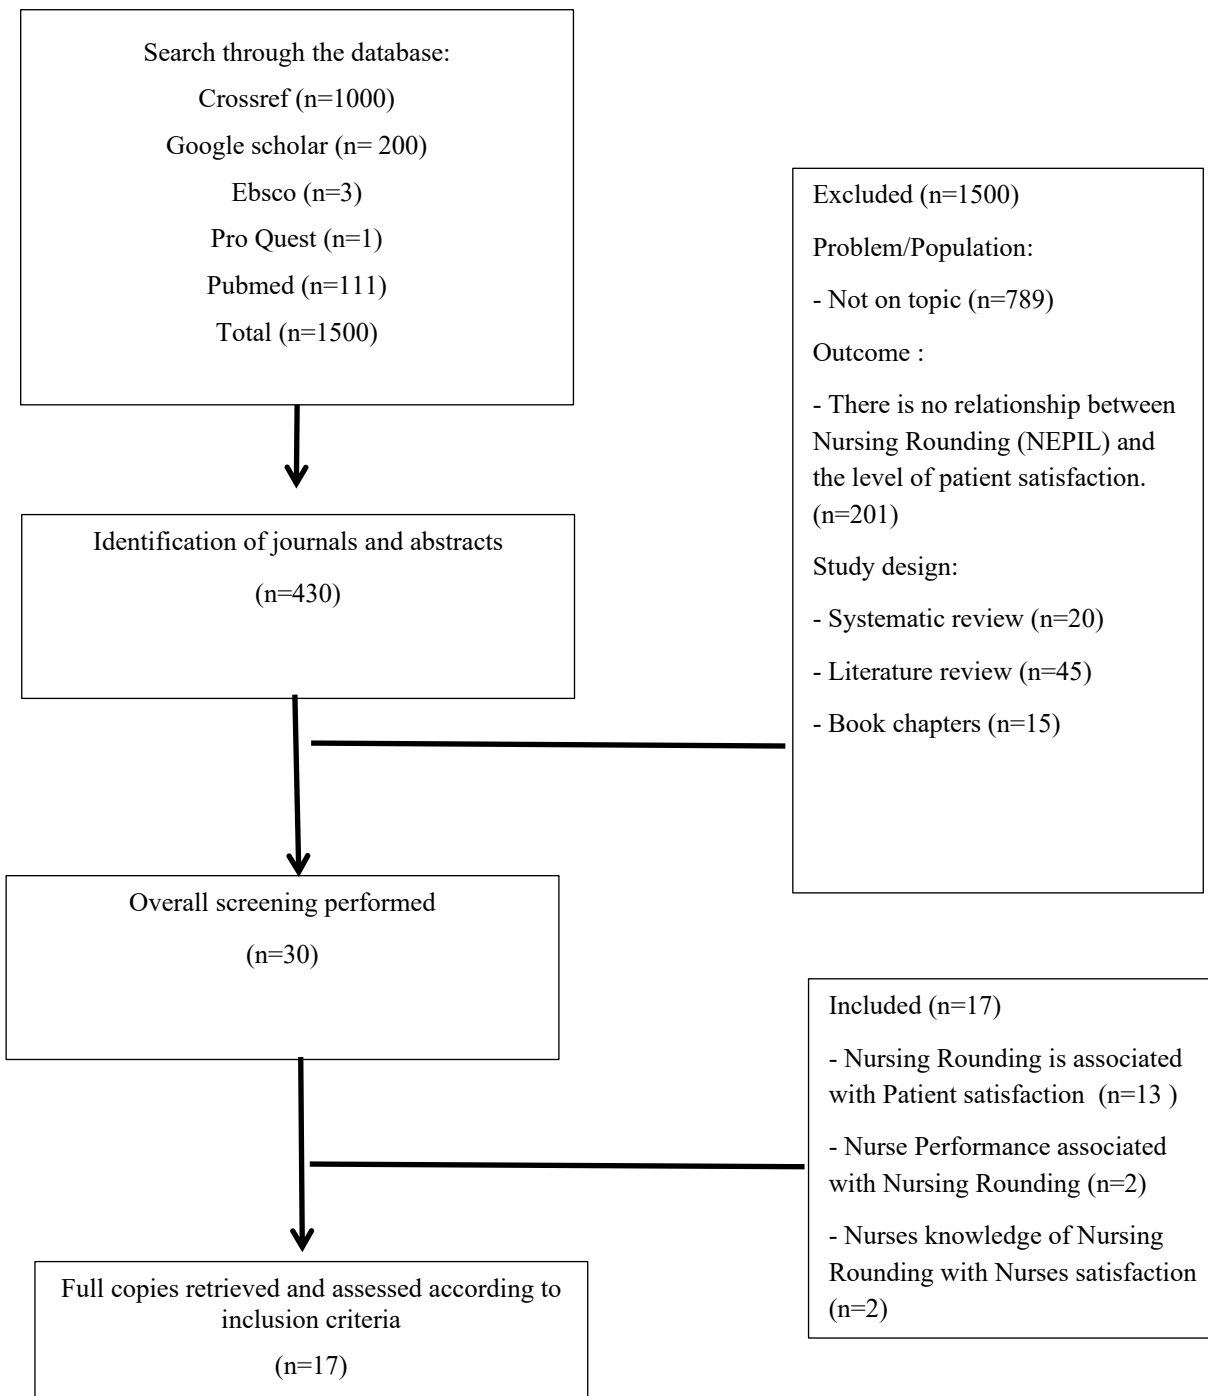 Search through the database:
Crossref (n=1000)
Google scholar (n= 200)
Ebsco (n=3)
Pro Quest (n=1)
Pubmed (n=111)
Total (n=1500)
Identification of journals and abstracts
(n=430)
Excluded (n=1500)
Problem/Population:
- Not on topic (n=789)
Outcome :
- There is no relationship between
Nursing Rounding (NEPIL) and
the level of patient satisfaction.
(n=201)
Study design:
- Systematic review (n=20)
- Literature review (n=45)
- Book chapters (n=15)
Overall screening performed
(n=30)
Included (n=17)
- Nursing Rounding is associated
with Patient satisfaction (n=13 )
- Nurse Performance associated
with Nursing Rounding (n=2)
- Nurses knowledge of Nursing
Rounding with Nurses satisfaction
(n=2)
Full copies retrieved and assessed according to
inclusion criteria
(n=17)